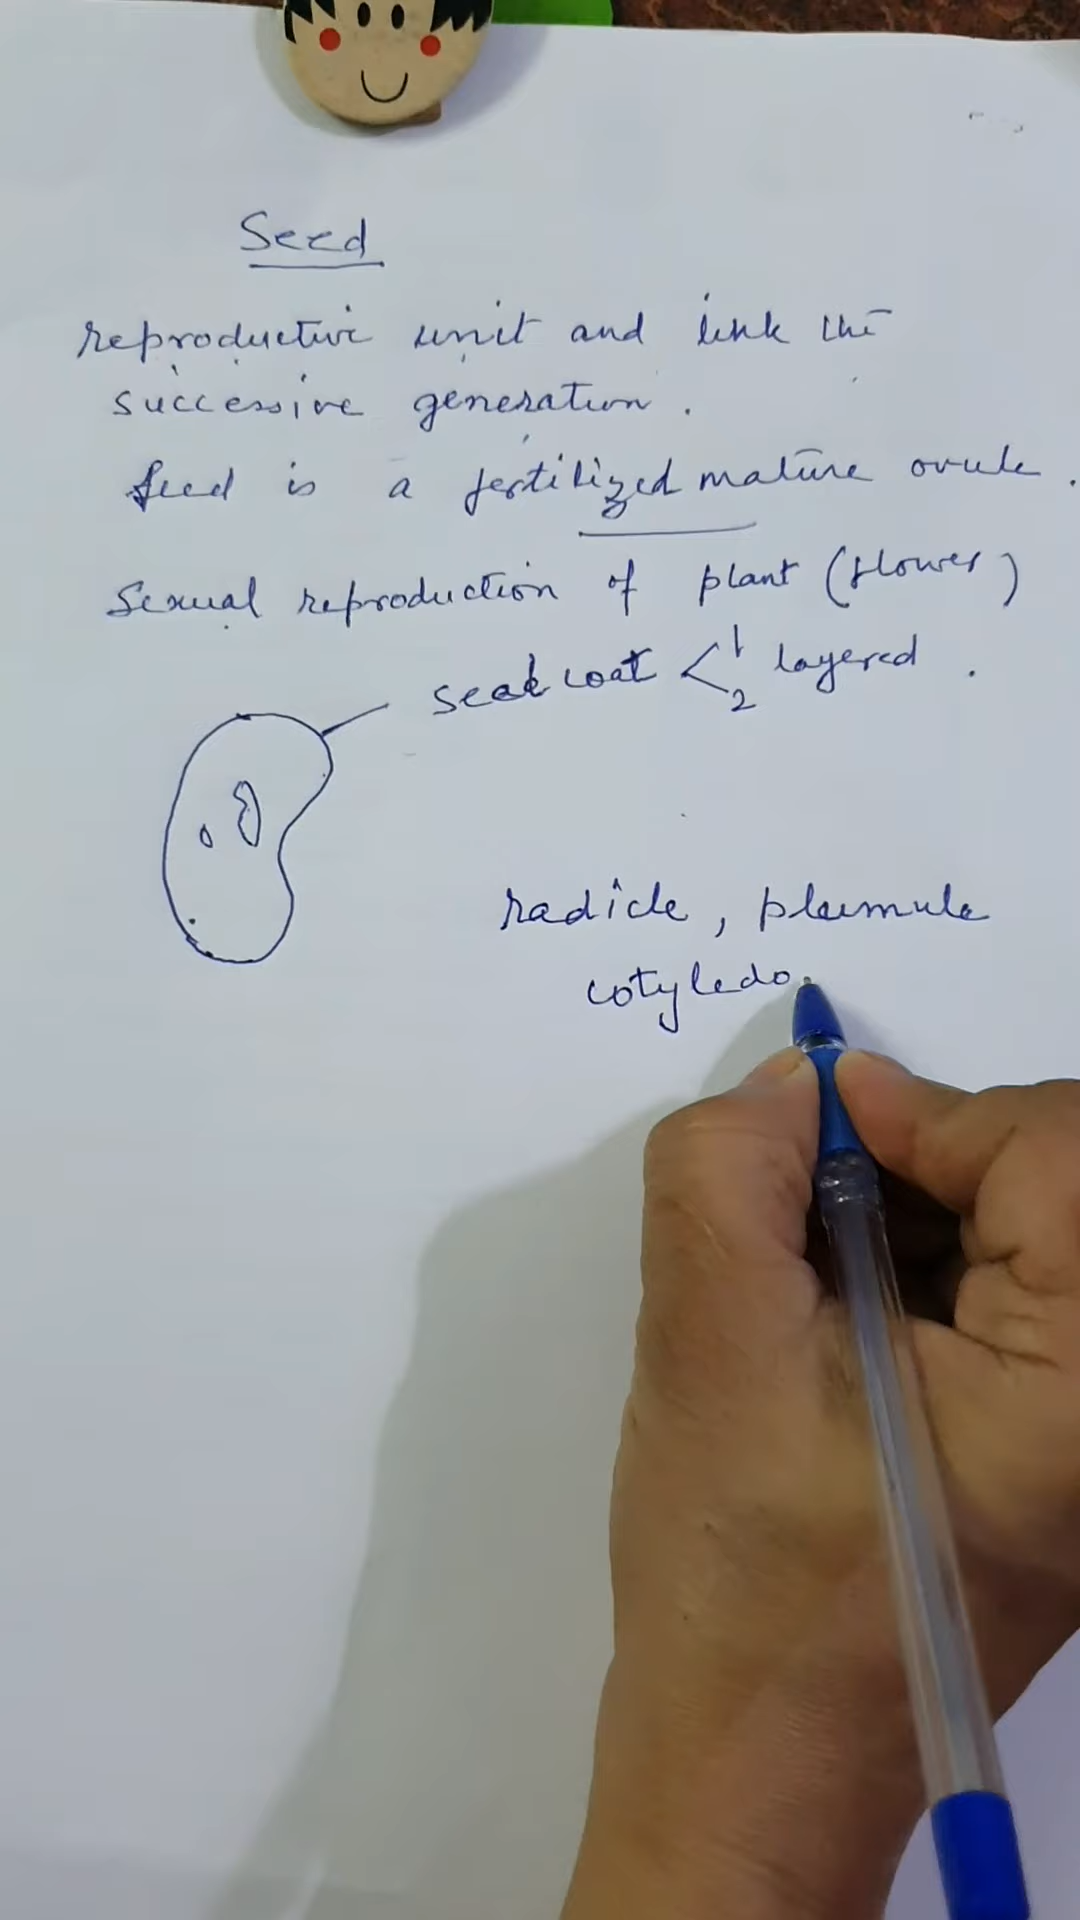 Seed
reproductive unit and link the
successive generation.
Seed is a fertilized mature ovule.
Sexual reproduction of plant (flower)
seed coat < 1 2 layered.
radicle, plumule
cotyledo